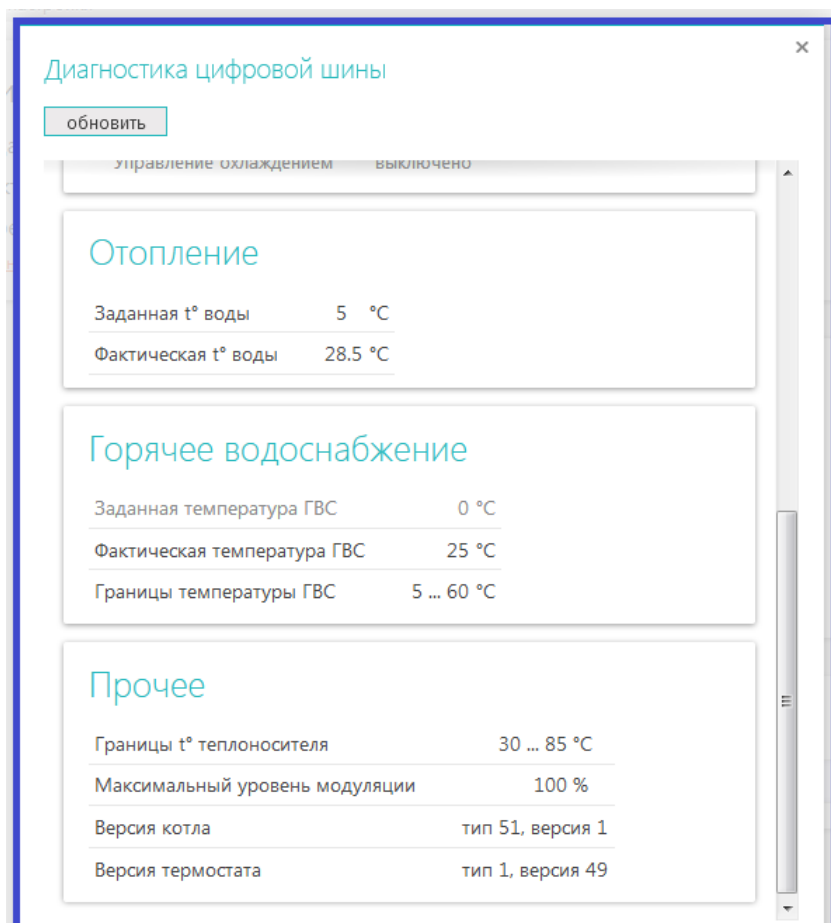 Диагностика цифровой шины
обновить
Управление охлаждением выключено
Отопление
Заданная t° воды 5 °C
Фактическая t° воды 28.5 °C
Горячее водоснабжение
Заданная температура ГВС 0 °C
Фактическая температура ГВС 25 °C
Границы температуры ГВС 5 ... 60 °C
Прочее
Границы t° теплоносителя 30 ... 85 °C
Максимальный уровень модуляции 100 %
Версия котла тип 51, версия 1
Версия термостата тип 1, версия 49